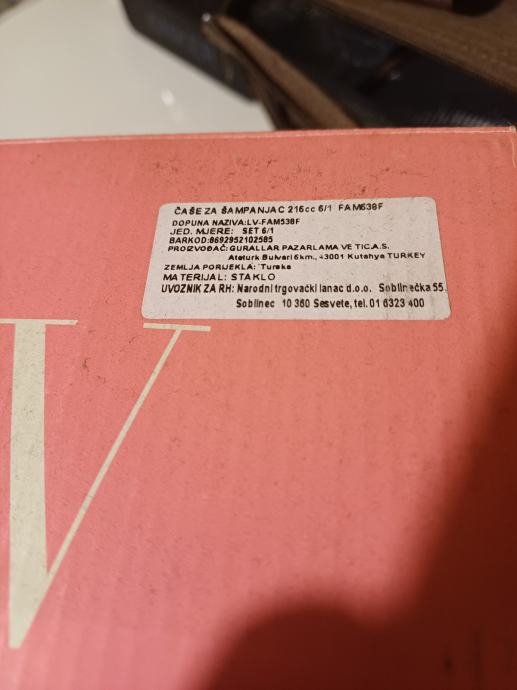 ČAŠE ZA ŠAMPANJAC 216cc 6/1 FAM538F
DOPUNA NAZIVA:LV-FAM538F
JED. MJERE: SET 6/1
BARKOD:8692952102585
PROIZVOĐAČ: GURALLAR PAZARLAMA VE TIC.A.S.
Ataturk Bulvari 6km., 43001 Kutahya TURKEY
ZEMLJA PORIJEKLA: Turska
MATERIJAL: STAKLO
UVOZNIK ZA RH: Narodni trgovački lanac d.o.o. Soblinečka 55
Soblinec 10 360 Sesvete, tel.01 6323 400
V